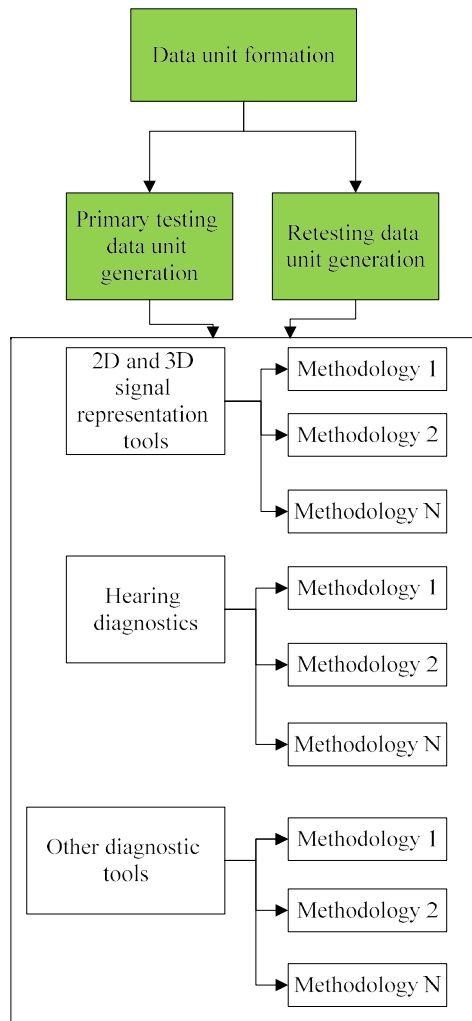 Data unit formation
Primary testing
data unit
generation
Retesting data
unit generation
2D and 3D
signal
representation
tools
Methodology 1
Methodology 2
Methodology N
Hearing
diagnostics
Methodology 1
Methodology 2
Methodology N
Other diagnostic
tools
Methodology 1
Methodology 2
Methodology N